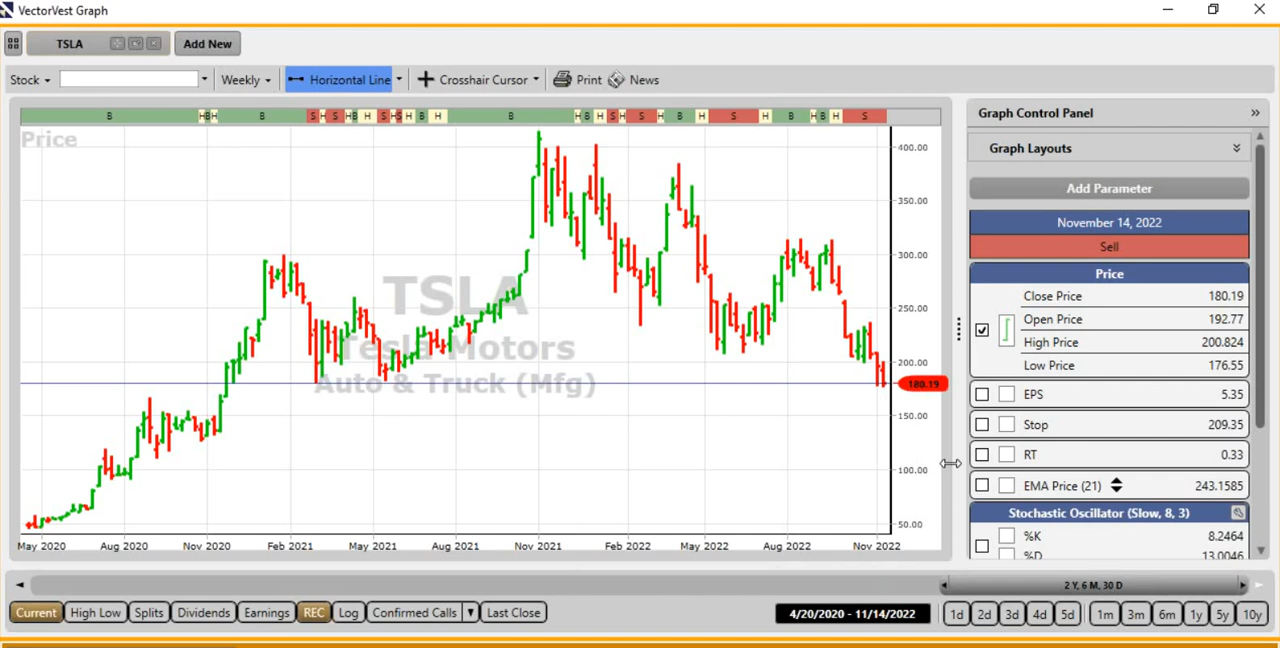 VectorVest Graph
TSLA Add New
Stock Weekly Horizontal Line Crosshair Cursor Print News
B H B H B S H S H B H S H S H B H B H B H S H S H B H S H B H B H S
Price
TSLA
Tesla Motors
Auto & Truck (Mfg)
400.00
350.00
300.00
250.00
200.00
180.19
150.00
100.00
50.00
May 2020 Aug 2020 Nov 2020 Feb 2021 May 2021 Aug 2021 Nov 2021 Feb 2022 May 2022 Aug 2022 Nov 2022
Graph Control Panel
Graph Layouts
Add Parameter
November 14, 2022
Sell
Price
Close Price 180.19
Open Price 192.77
High Price 200.824
Low Price 176.55
EPS 5.35
Stop 209.35
RT 0.33
EMA Price (21) 243.1585
Stochastic Oscillator (Slow, 8, 3)
%K 8.2464
%D 13.0046
2 Y, 6 M, 30 D
Current High Low Splits Dividends Earnings REC Log Confirmed Calls Last Close 4/20/2020 - 11/14/2022 1d 2d 3d 4d 5d 1m 3m 6m 1y 5y 10y